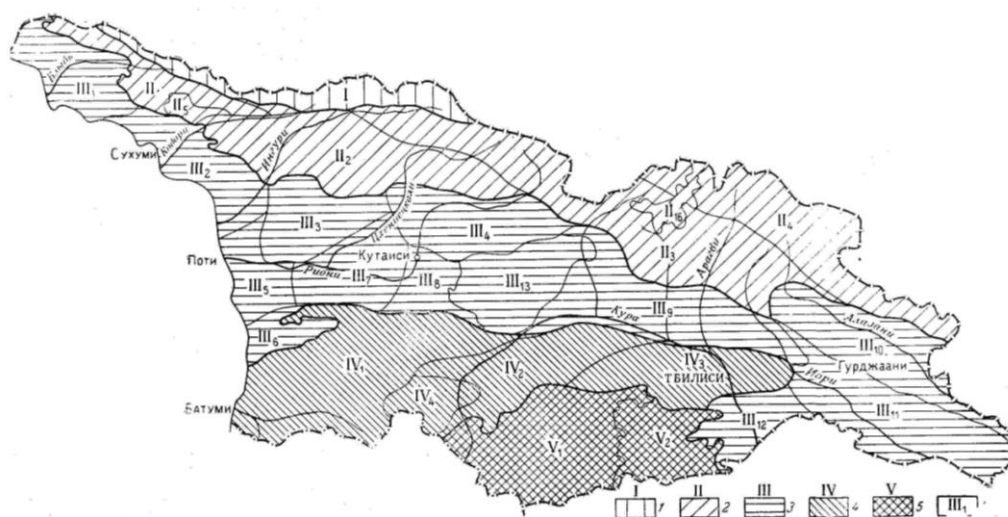 I
Бзыбь
III₁
II₁
II₅
Кодори
Сухуми
Ингури
III₂
II₂
II₁₆
II₄
Цхенисцкали
III₃
III₄
II₃
Арагви
Поти
Кутаиси
Риони
III₇
III₈
III₁₃
III₅
Кура
III₉
Алазани
III₆
III₁₀
IV₁
IV₂
IV₃
Гурджаани
ТБИЛИСИ
Иори
Батуми
IV₄
III₁₁
III₁₂
V₁
V₂
I II III IV V
1 2 3 4 5 III₁